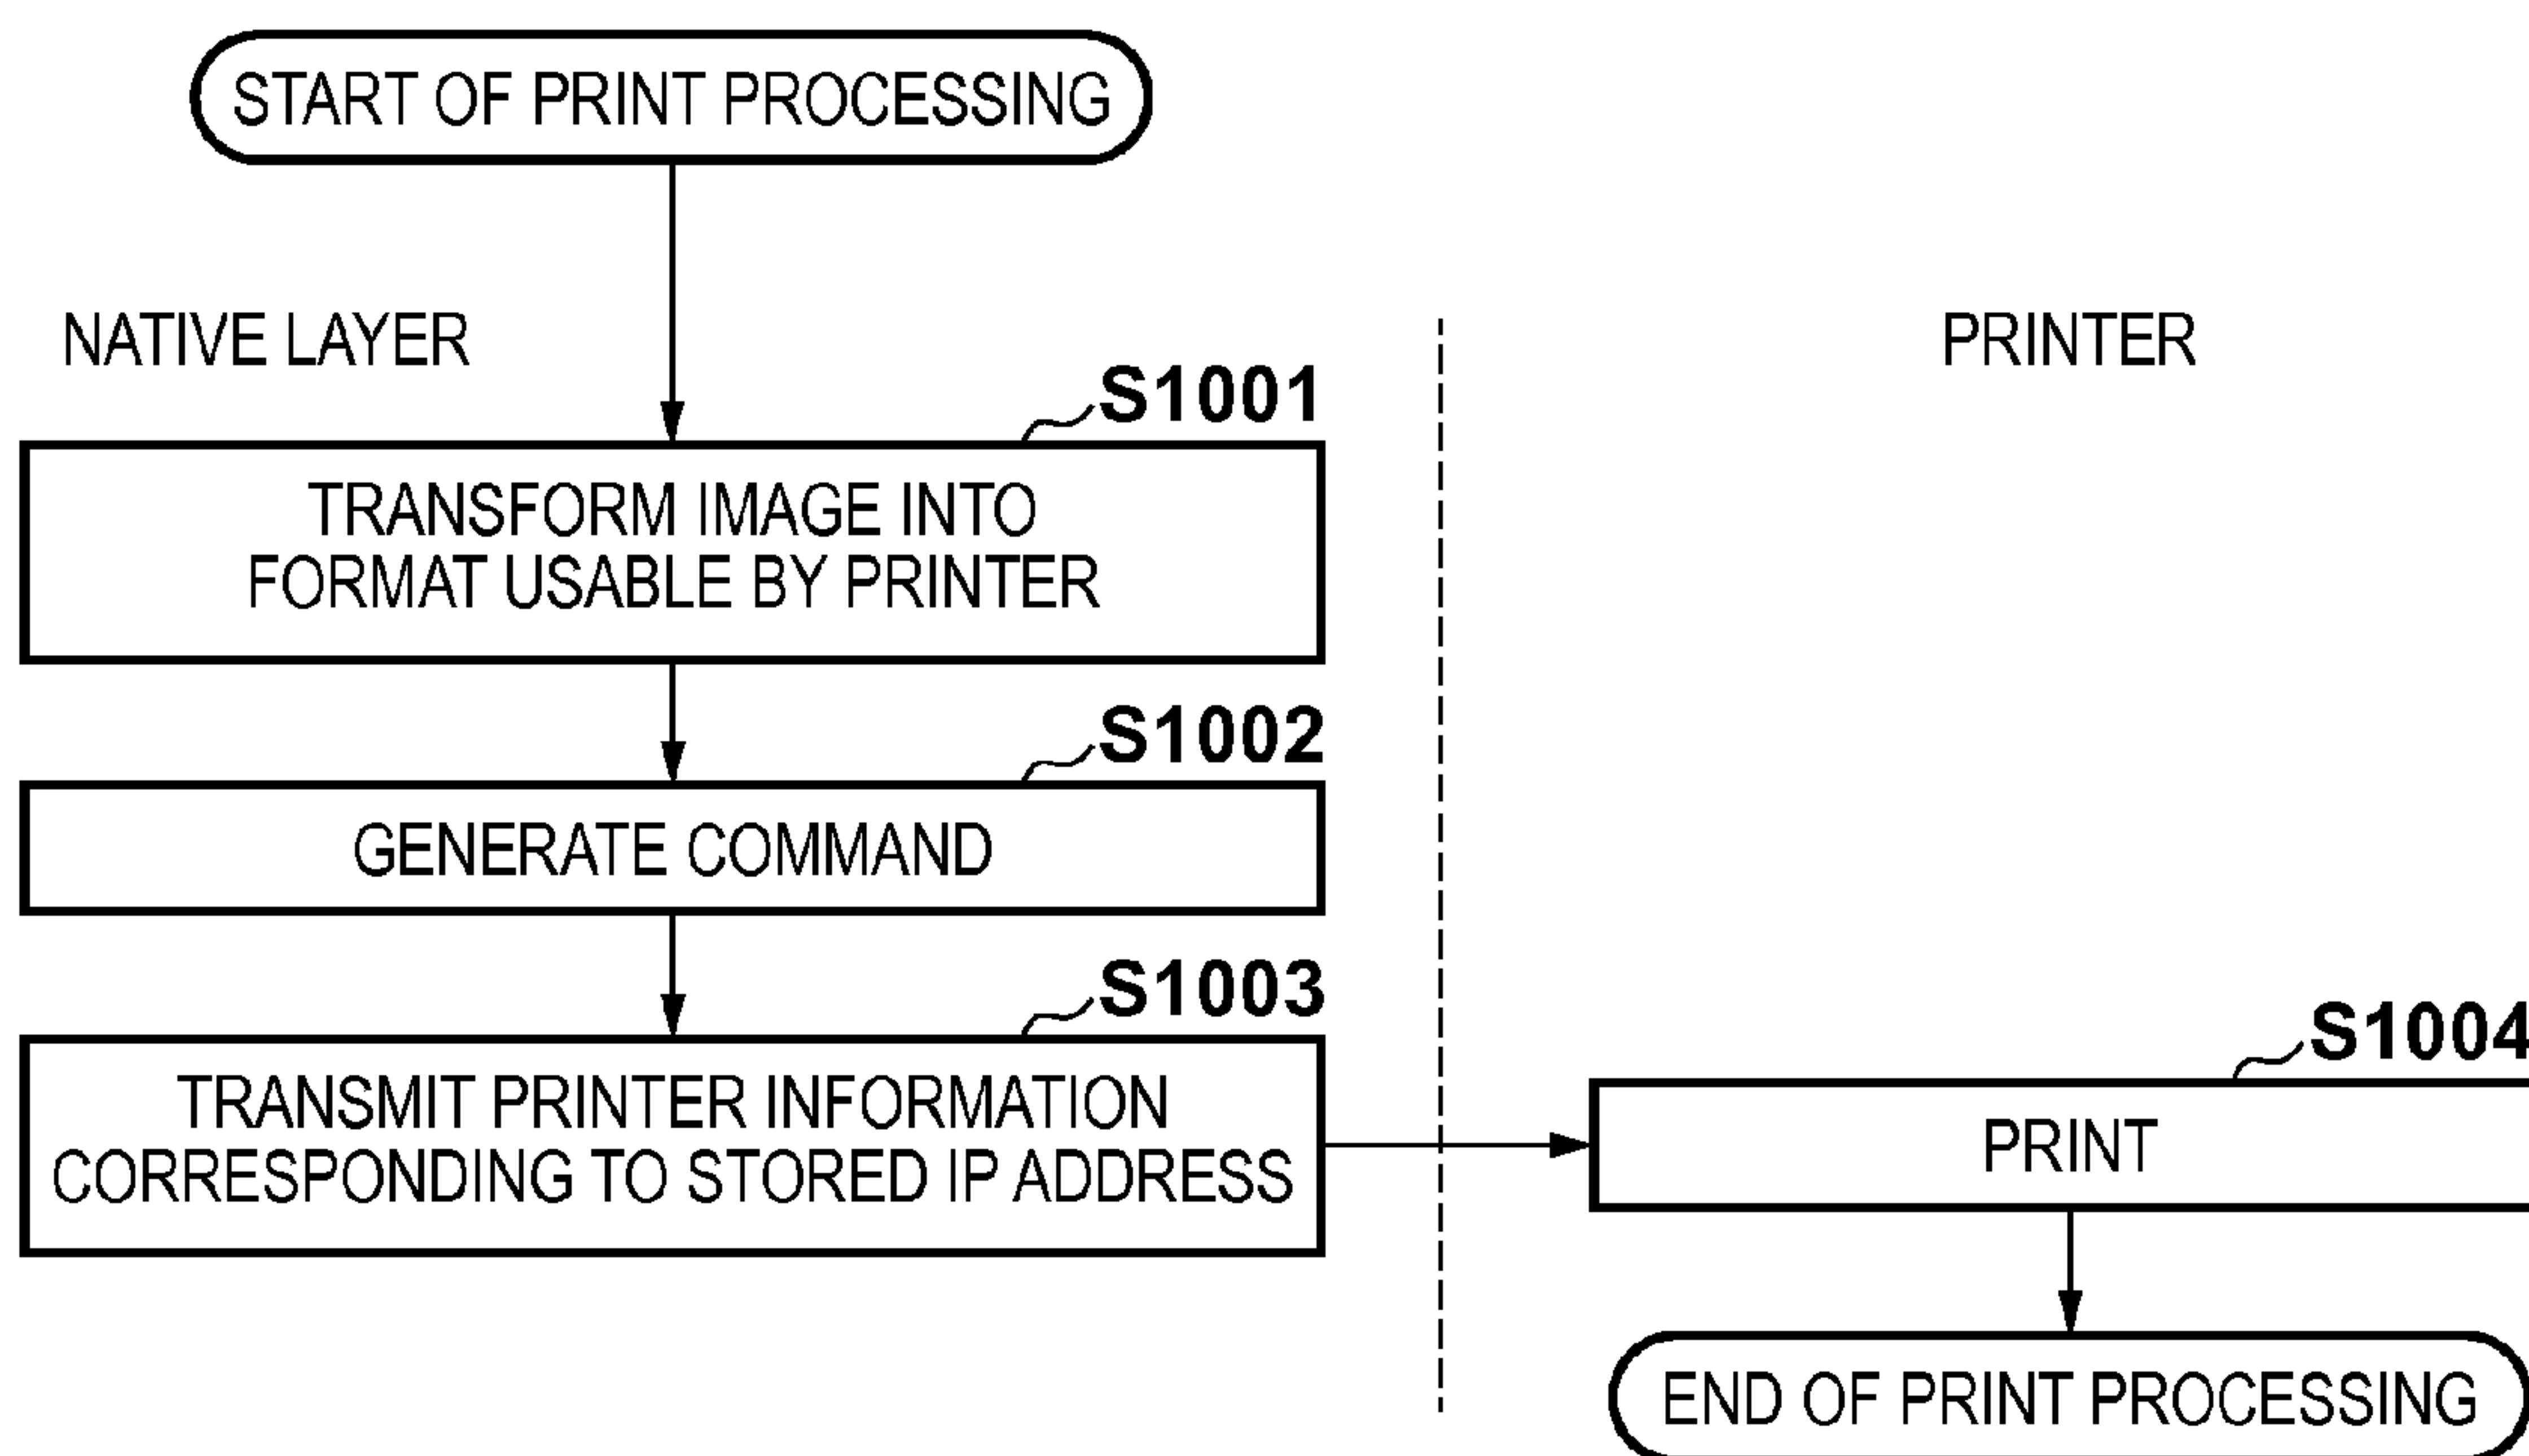 START OF PRINT PROCESSING
NATIVE LAYER
PRINTER
S1001
TRANSFORM IMAGE INTO
FORMAT USABLE BY PRINTER
S1002
GENERATE COMMAND
S1003
TRANSMIT PRINTER INFORMATION
CORRESPONDING TO STORED IP ADDRESS
S1004
PRINT
END OF PRINT PROCESSING